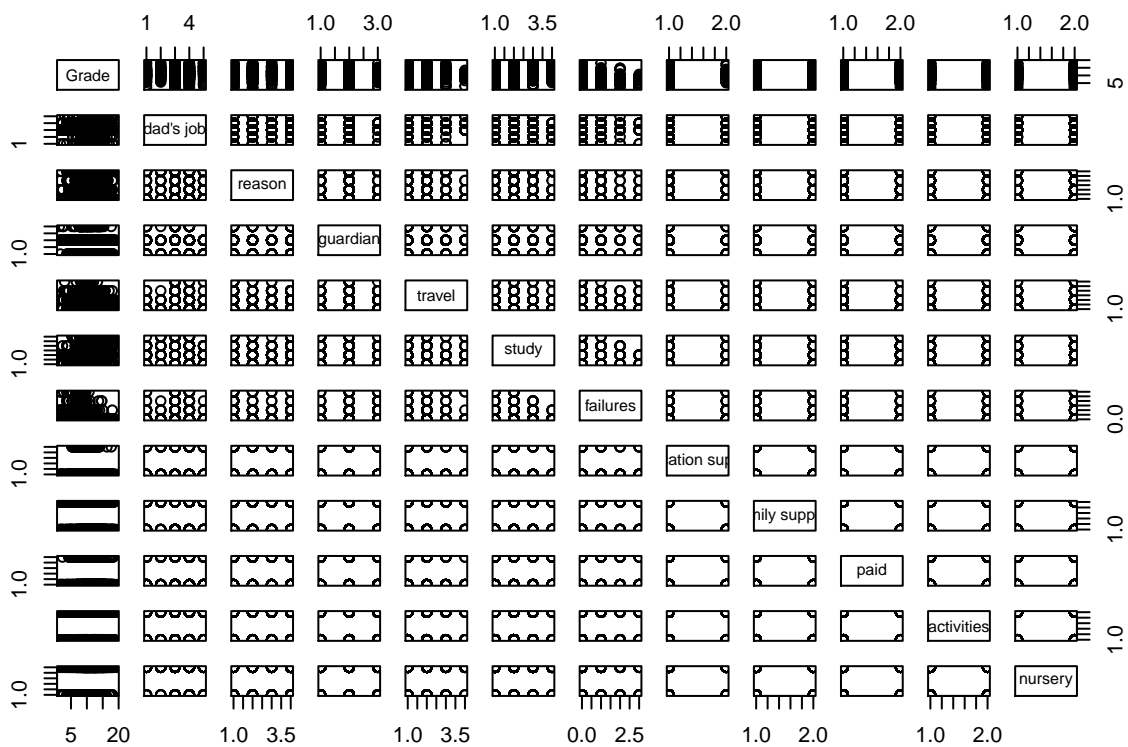 1 4 1.0 3.0 1.0 3.5 1.0 2.0 1.0 2.0 1.0 2.0
Grade 5
1 dad's job
reason 1.0
1.0 guardian
travel 1.0
1.0 study
failures 0.0
1.0 ation sup
nily supp 1.0
1.0 paid
activities 1.0
1.0 nursery
5 20 1.0 3.5 1.0 3.5 0.0 2.5 1.0 2.0 1.0 2.0